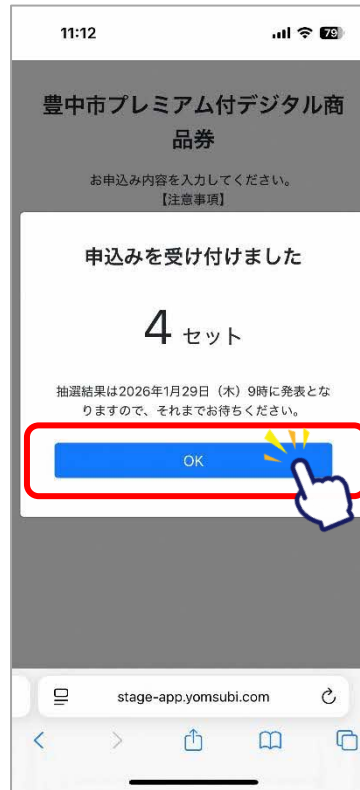 11:12
79
豊中市プレミアム付デジタル商
品券
お申込み内容を入力してください。
【注意事項】
申込みを受け付けました
4 セット
抽選結果は2026年1月29日（木）9時に発表とな
りますので、それまでお待ちください。
OK
stage-app.yomsubi.com